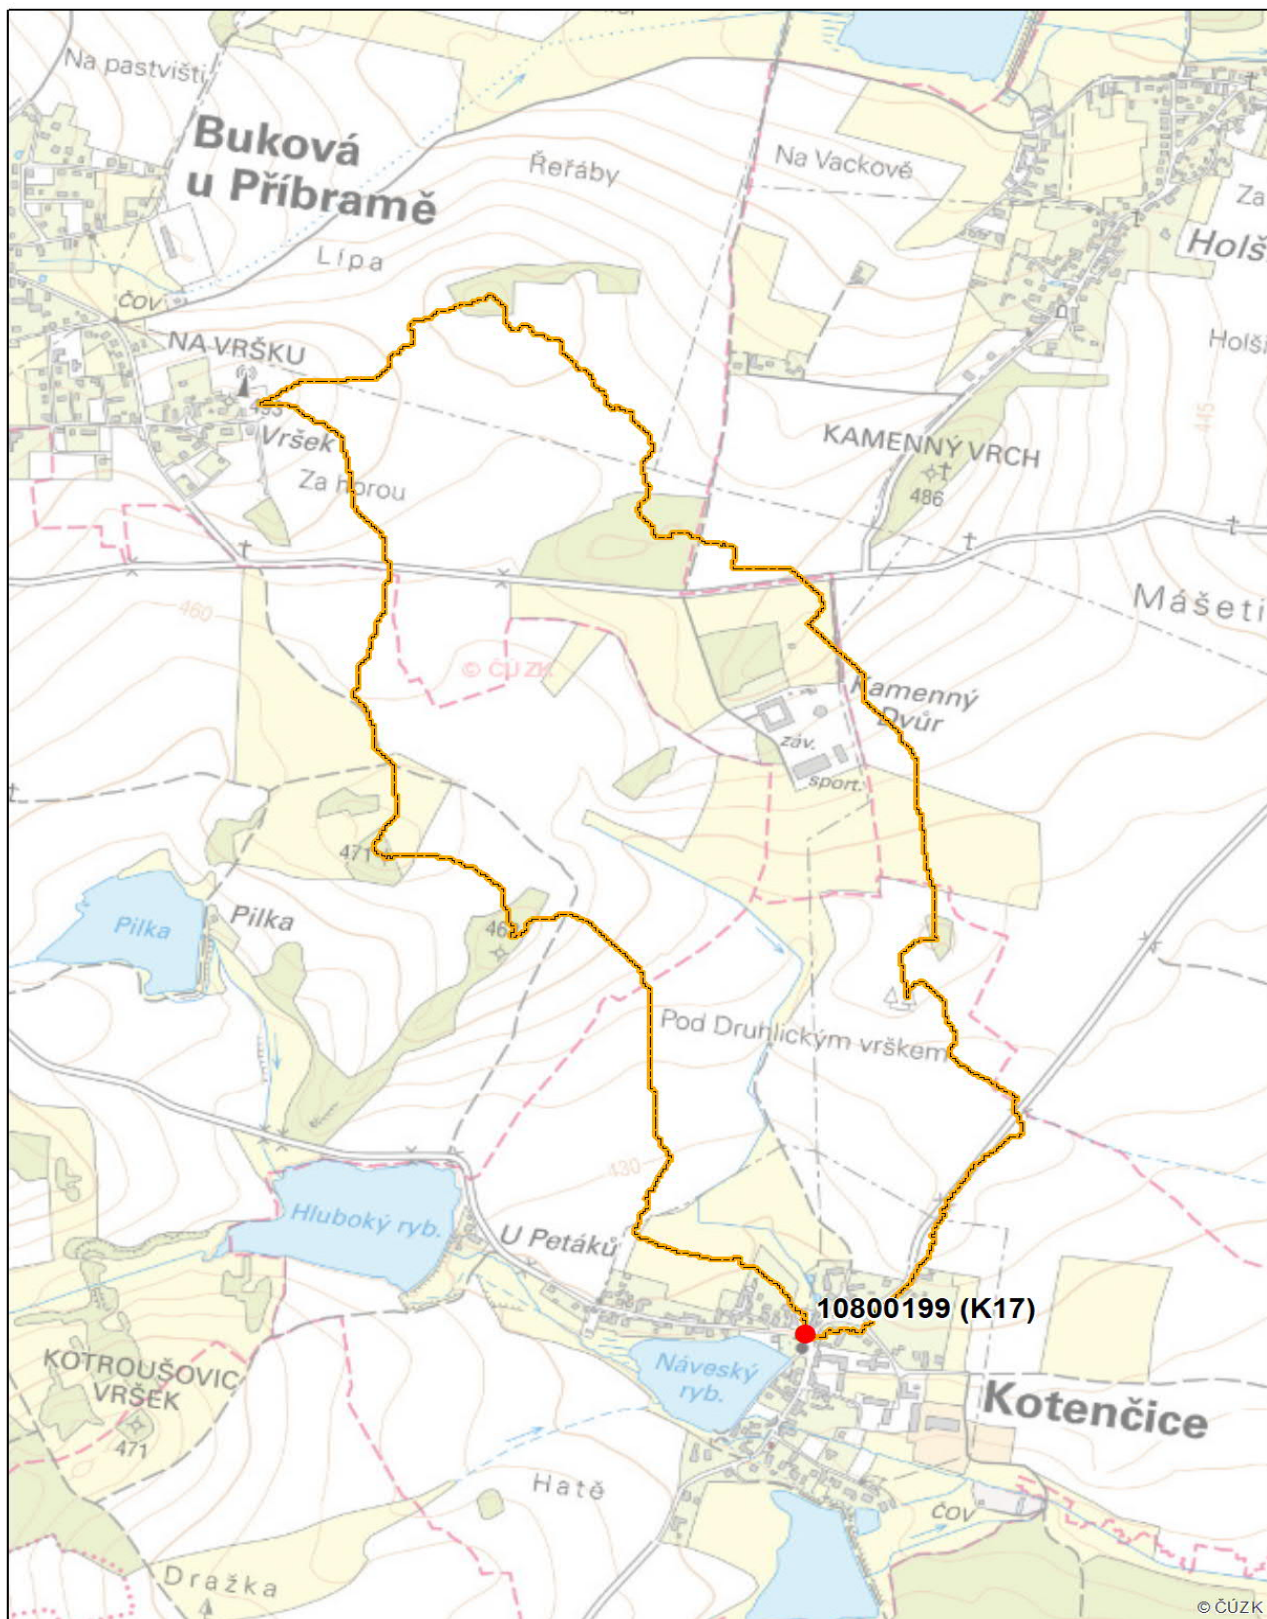 Na pastvišti
Buková
u Příbramě
Řeřáby
Na Vackově
Za
Holš
Lípa
ČOV
NA VRŠKU
Holší
445
Vršek
KAMENNÝ VRCH
Za horou
486
460
Mášeti
© ČÚZK
Kamenný
Dvůr
záv.
sport.
471
Pilka
Pilka
Pod Druhlickým vrškem
430
Hluboký ryb.
U Petáků
10800199 (K17)
KOTROUŠOVIC
VRŠEK
Náveský
ryb.
Kotenčice
471
Hatě
ČOV
Dražka
© ČÚZK